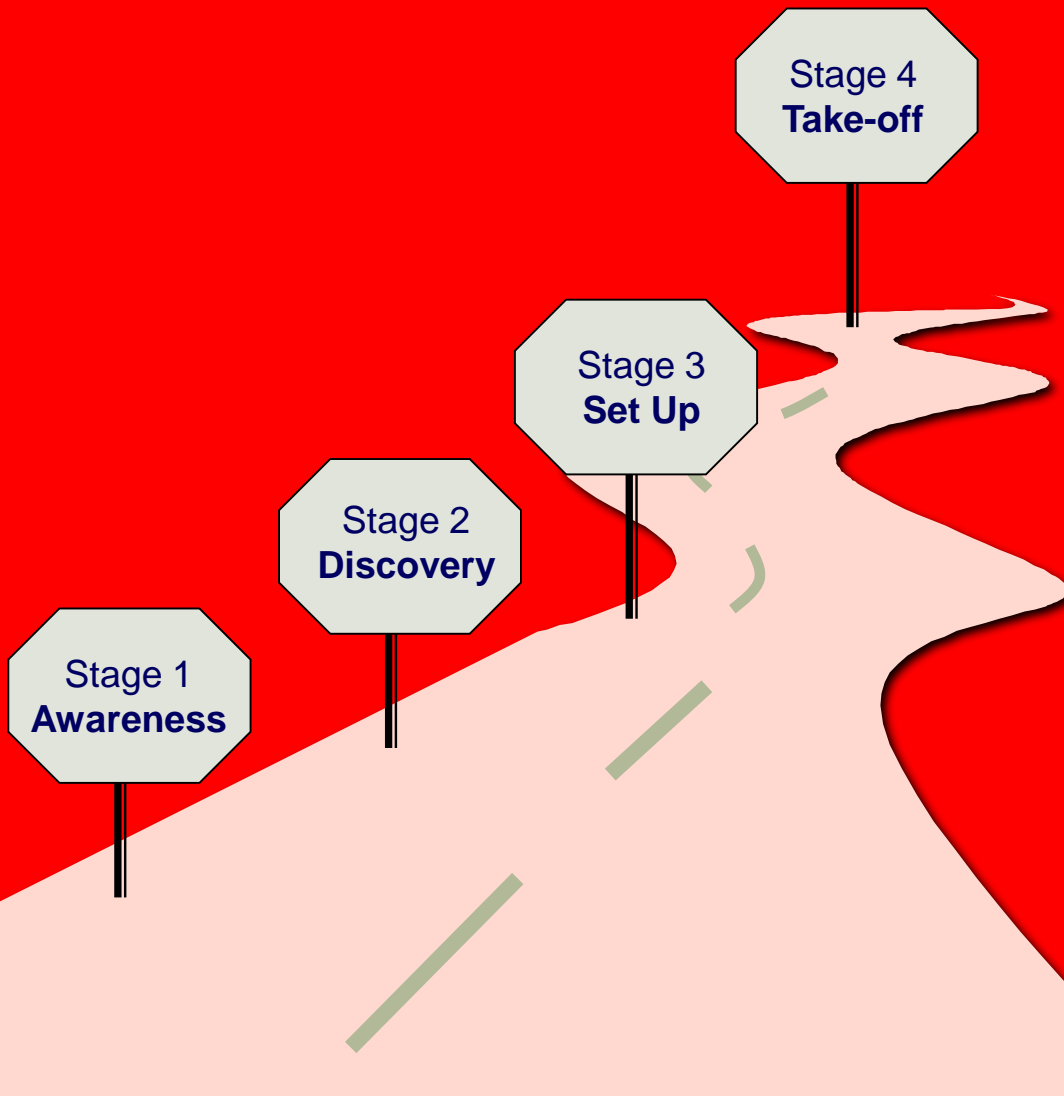 Stage 4
Take-off
Stage 3
Set Up
Stage 2
Discovery
Stage 1
Awareness